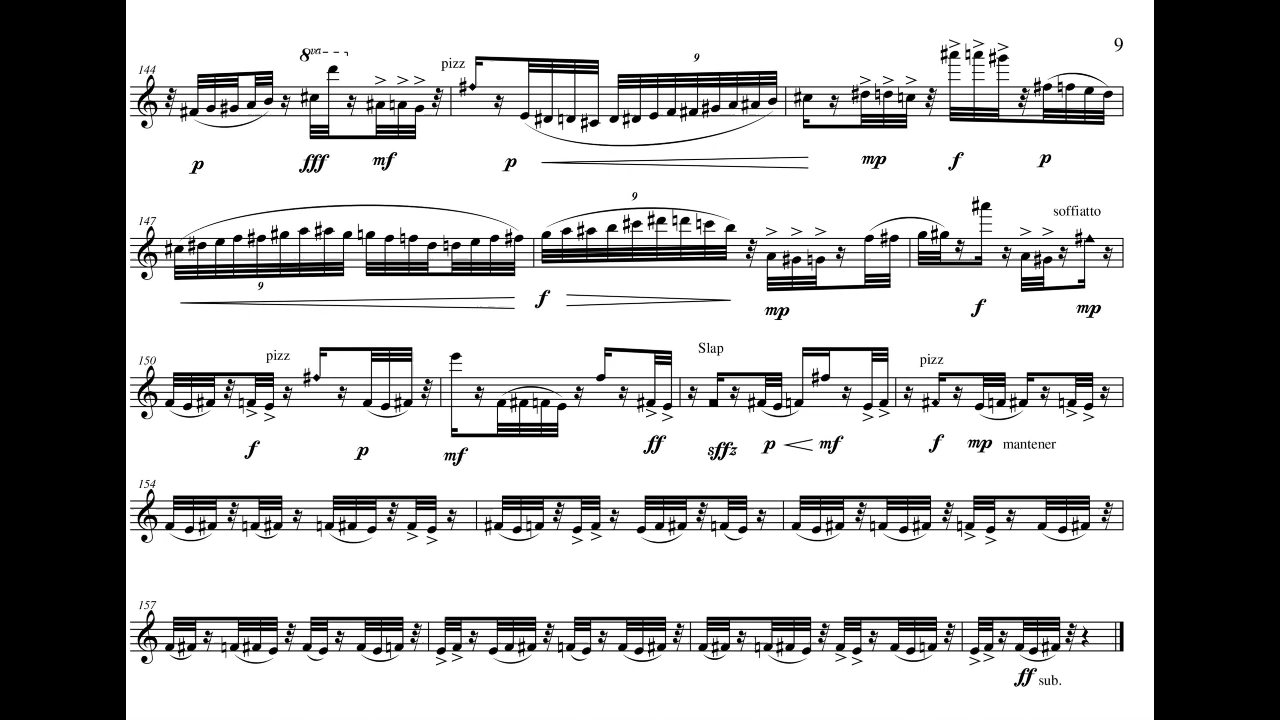 9
144 8va pizz 9
p fff mf p mp f p
147 9 soffiatto
9
f mp f mp
150 pizz Slap pizz
f p mf ff sffz p mf f mp mantener
154
157
ff sub.